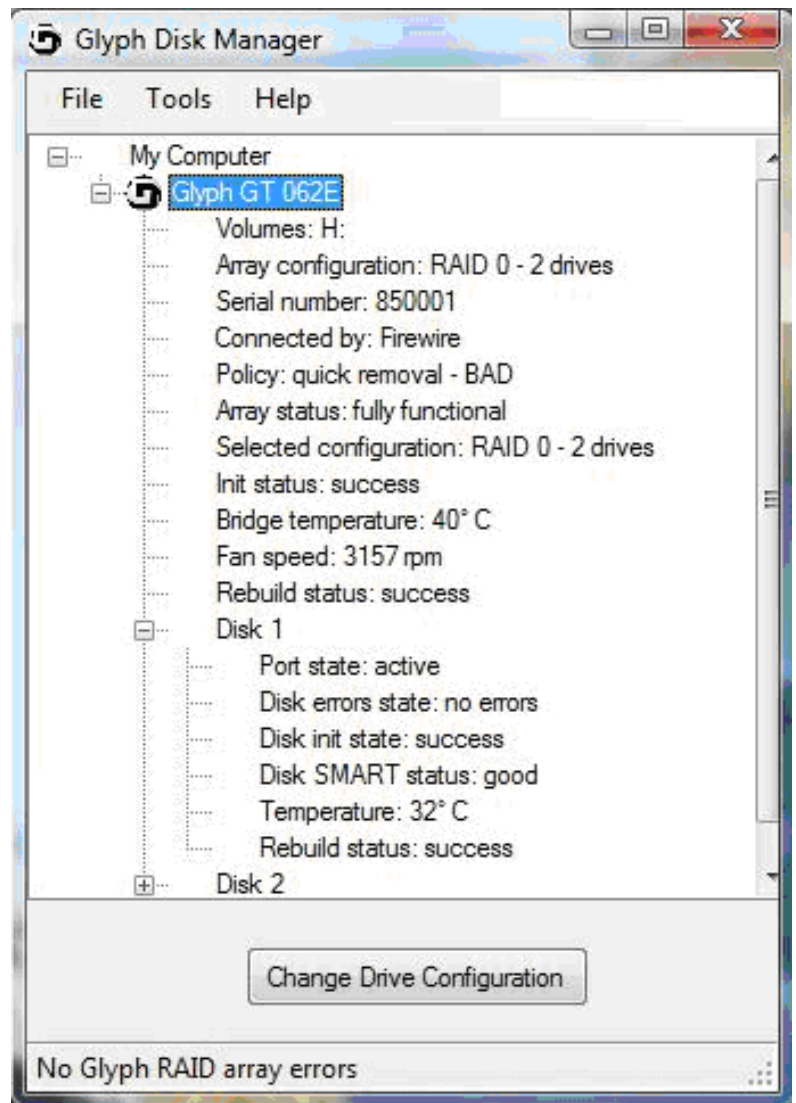 Glyph Disk Manager
File Tools Help
My Computer
Glyph GT 062E
Volumes: H:
Array configuration: RAID 0 - 2 drives
Serial number: 850001
Connected by: Firewire
Policy: quick removal - BAD
Array status: fully functional
Selected configuration: RAID 0 - 2 drives
Init status: success
Bridge temperature: 40° C
Fan speed: 3157 rpm
Rebuild status: success
Disk 1
Port state: active
Disk errors state: no errors
Disk init state: success
Disk SMART status: good
Temperature: 32° C
Rebuild status: success
Disk 2
Change Drive Configuration
No Glyph RAID array errors